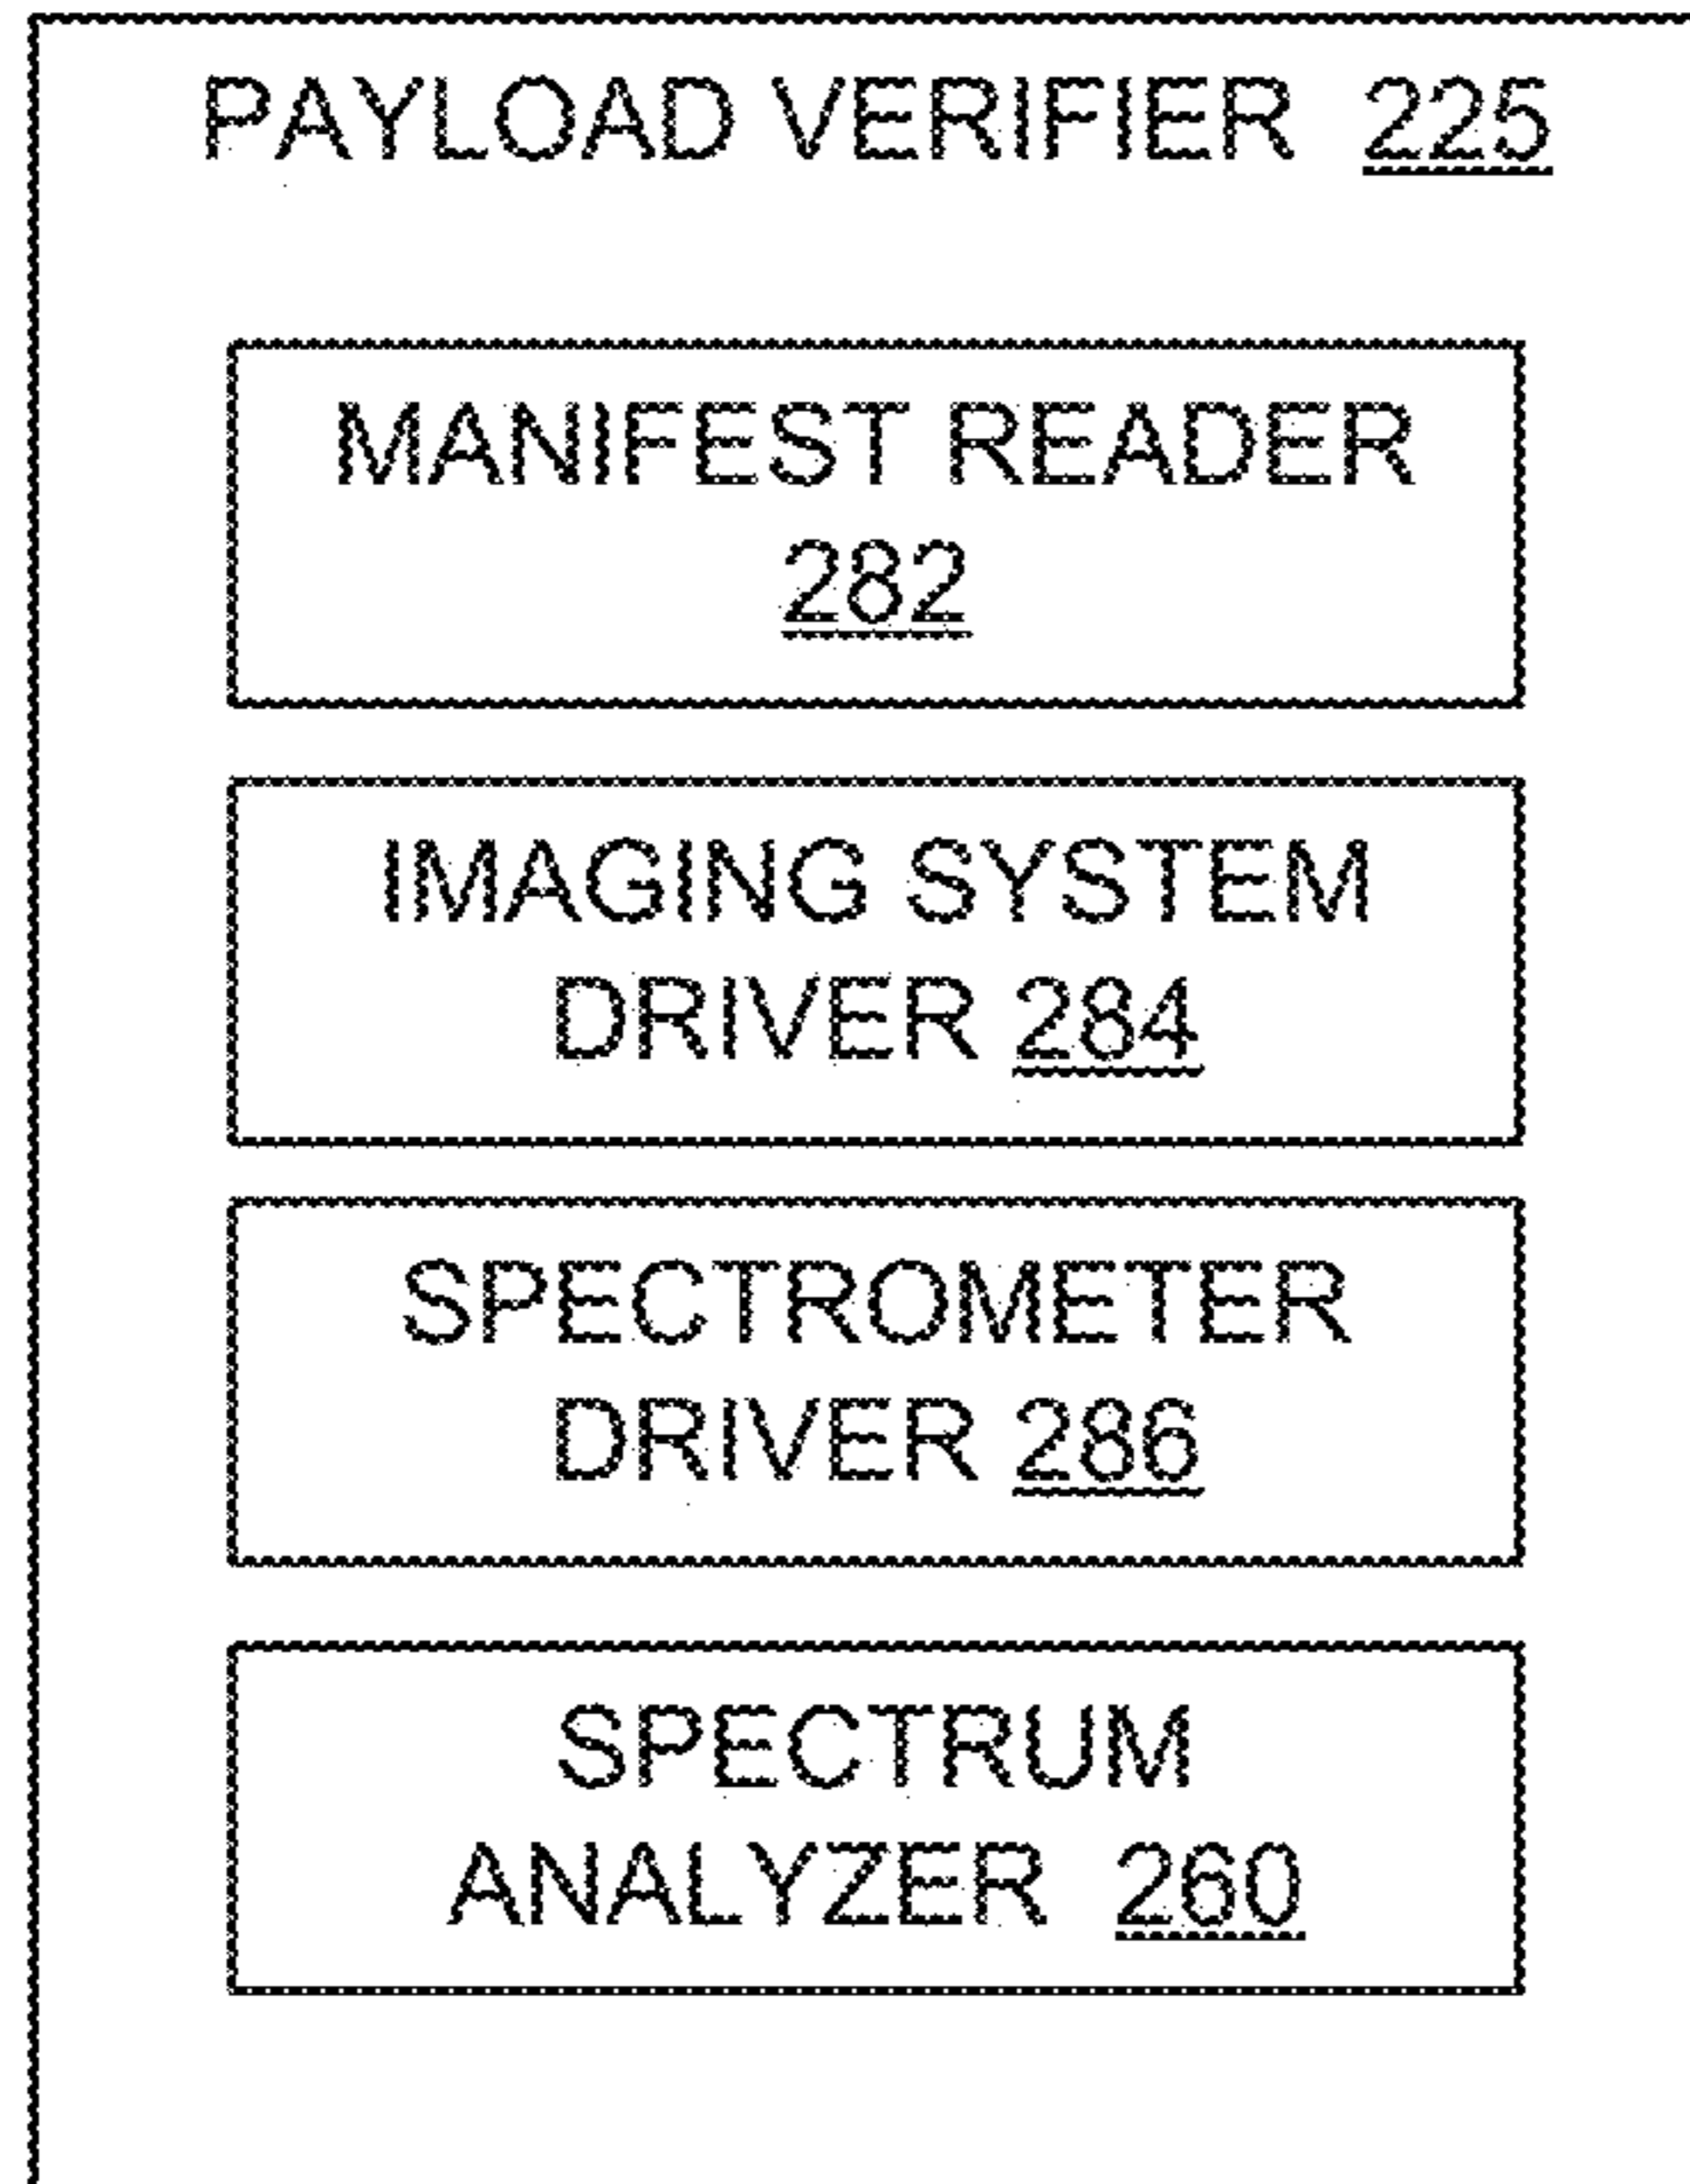 PAYLOAD VERIFIER 225
MANIFEST READER
282
IMAGING SYSTEM
DRIVER 284
SPECTROMETER
DRIVER 286
SPECTRUM
ANALYZER 260